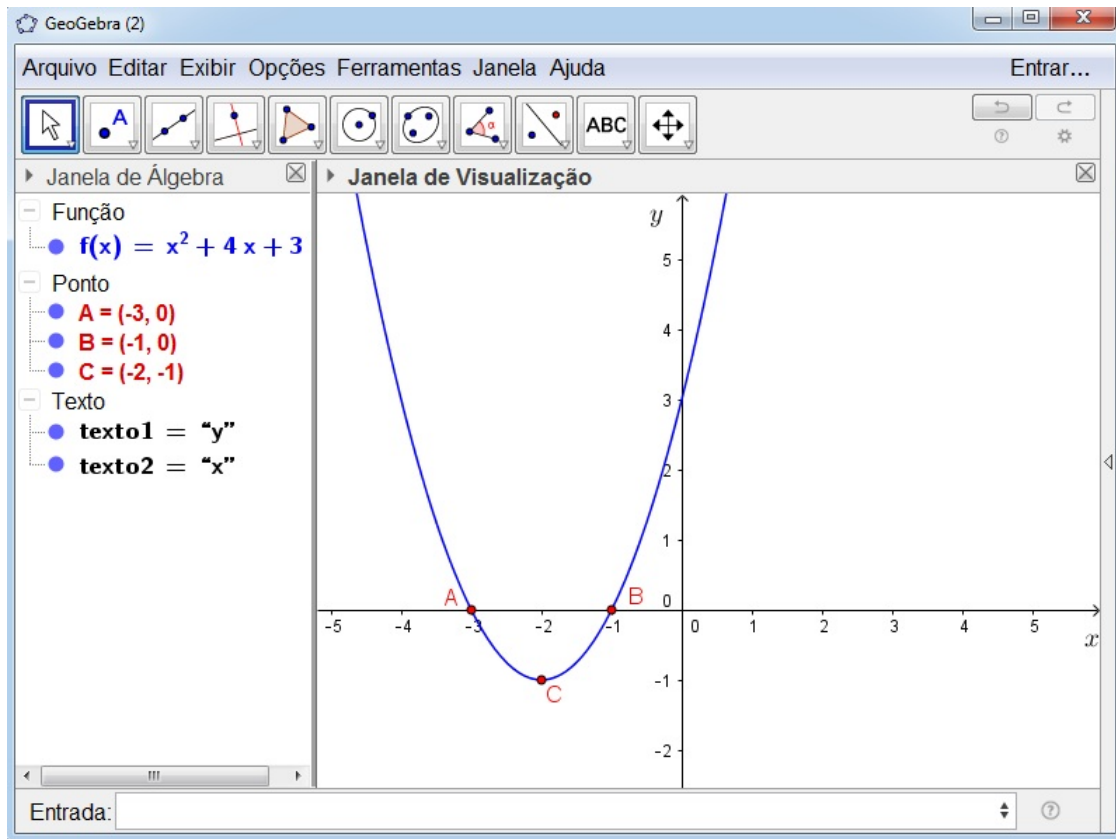 GeoGebra (2)
Arquivo Editar Exibir Opções Ferramentas Janela Ajuda Entrar...
A α ABC
Janela de Álgebra
Função
f(x) = x² + 4 x + 3
Ponto
A = (-3, 0)
B = (-1, 0)
C = (-2, -1)
Texto
texto1 = “y”
texto2 = “x”
Janela de Visualização
y
5
4
3
2
1
0
A B
-5 -4 -3 -2 -1 0 1 2 3 4 5
x
C
-1
-2
Entrada: